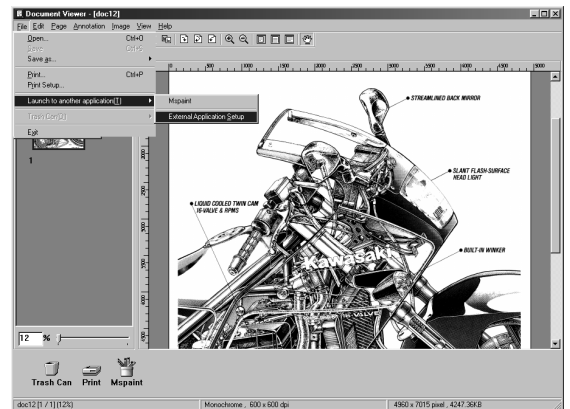 Document Viewer - [doc12]
File Edit Page Annotation Image View Help
Open... Ctrl+O
Save Ctrl+S
Save as...
Print... Ctrl+P
Print Setup...
Launch to another application[T]
Mspaint
Trash Can
External Application Setup
Exit
1
STREAMLINED BACK MIRROR
SLANT FLASH-SURFACE
HEAD LIGHT
LIQUID COOLED TWIN CAM
16-VALVE & RPMS
BUILT-IN WINKER
Kawasaki
16-VALVE
12 %
Trash Can Print Mspaint
doc12 [1 / 1] (12%) Monochrome , 600 x 600 dpi 4960 x 7015 pixel , 4247.36KB